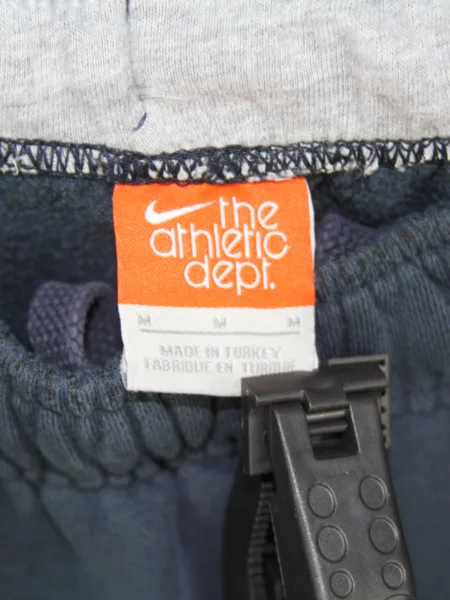 the
athletic
dept.
M M M
MADE IN TURKEY
FABRIQUE EN TURQUIE